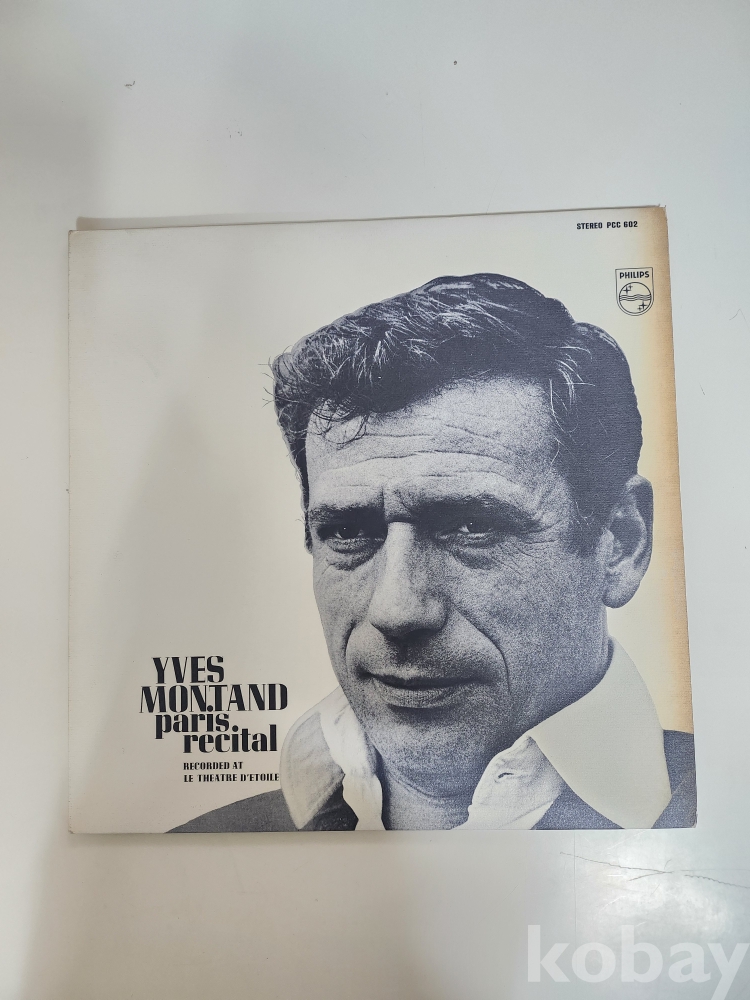 STEREO PCC 602
PHILIPS
YVES
MONTAND
paris
recital
RECORDED AT
LE THEATRE D'ETOILE
kobay